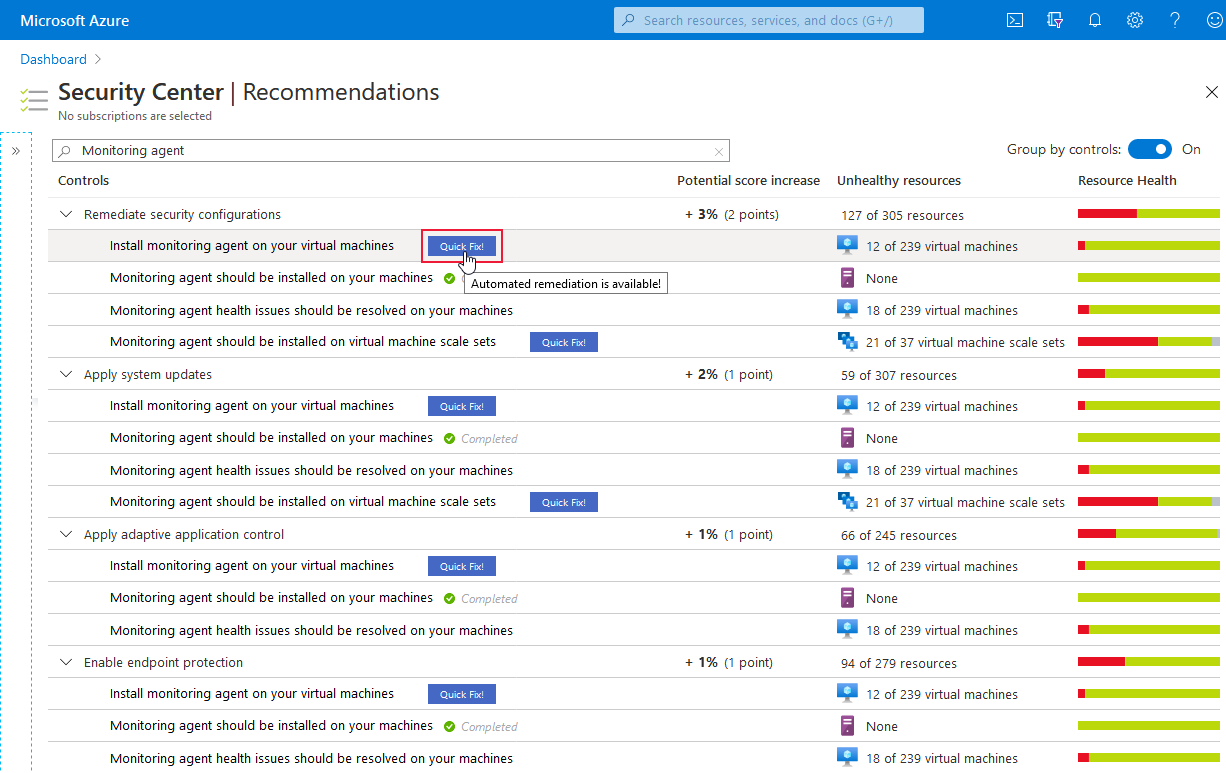 Microsoft Azure
Search resources, services, and docs (G+/)
Dashboard
Security Center | Recommendations
No subscriptions are selected
Monitoring agent
Group by controls: On
Controls Potential score increase Unhealthy resources Resource Health
Remediate security configurations + 3% (2 points) 127 of 305 resources
Install monitoring agent on your virtual machines Quick Fix! 12 of 239 virtual machines
Monitoring agent should be installed on your machines None
Automated remediation is available!
Monitoring agent health issues should be resolved on your machines 18 of 239 virtual machines
Monitoring agent should be installed on virtual machine scale sets Quick Fix! 21 of 37 virtual machine scale sets
Apply system updates + 2% (1 point) 59 of 307 resources
Install monitoring agent on your virtual machines Quick Fix! 12 of 239 virtual machines
Monitoring agent should be installed on your machines Completed None
Monitoring agent health issues should be resolved on your machines 18 of 239 virtual machines
Monitoring agent should be installed on virtual machine scale sets Quick Fix! 21 of 37 virtual machine scale sets
Apply adaptive application control + 1% (1 point) 66 of 245 resources
Install monitoring agent on your virtual machines Quick Fix! 12 of 239 virtual machines
Monitoring agent should be installed on your machines Completed None
Monitoring agent health issues should be resolved on your machines 18 of 239 virtual machines
Enable endpoint protection + 1% (1 point) 94 of 279 resources
Install monitoring agent on your virtual machines Quick Fix! 12 of 239 virtual machines
Monitoring agent should be installed on your machines Completed None
Monitoring agent health issues should be resolved on your machines 18 of 239 virtual machines